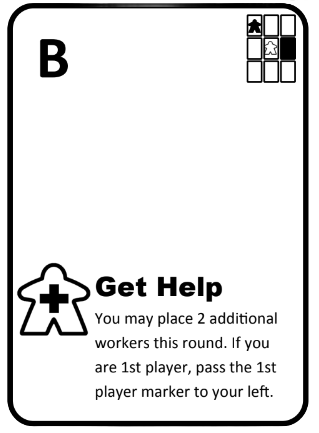 B
Get Help
You may place 2 additional
workers this round. If you
are 1st player, pass the 1st
player marker to your left.